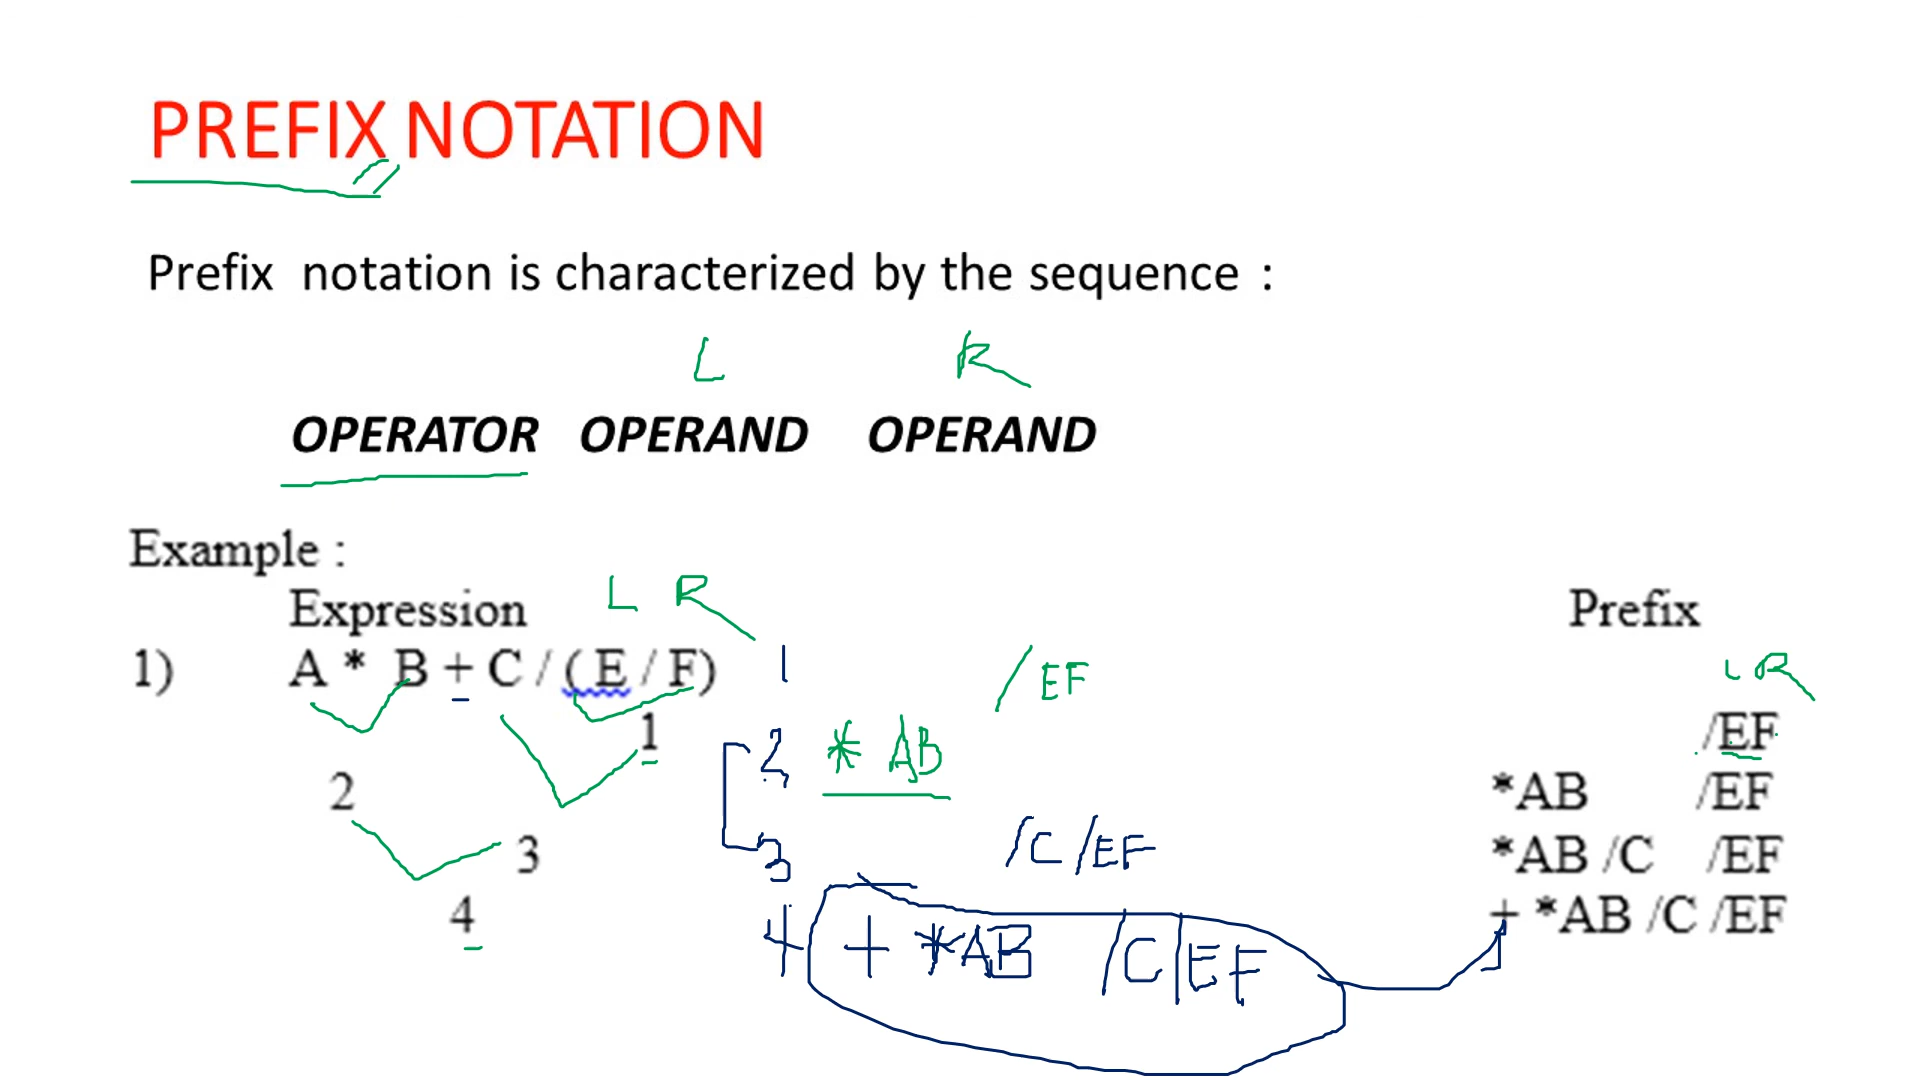 PREFIX NOTATION
Prefix notation is characterized by the sequence :
L R
OPERATOR OPERAND OPERAND
Example :
L R
Expression Prefix
1) A * B + C / ( E / F) 1 /EF L R
1 2 * AB /EF
2 *AB /EF
3 3 /C /EF *AB /C /EF
4 4 + *AB /C/EF + *AB /C /EF